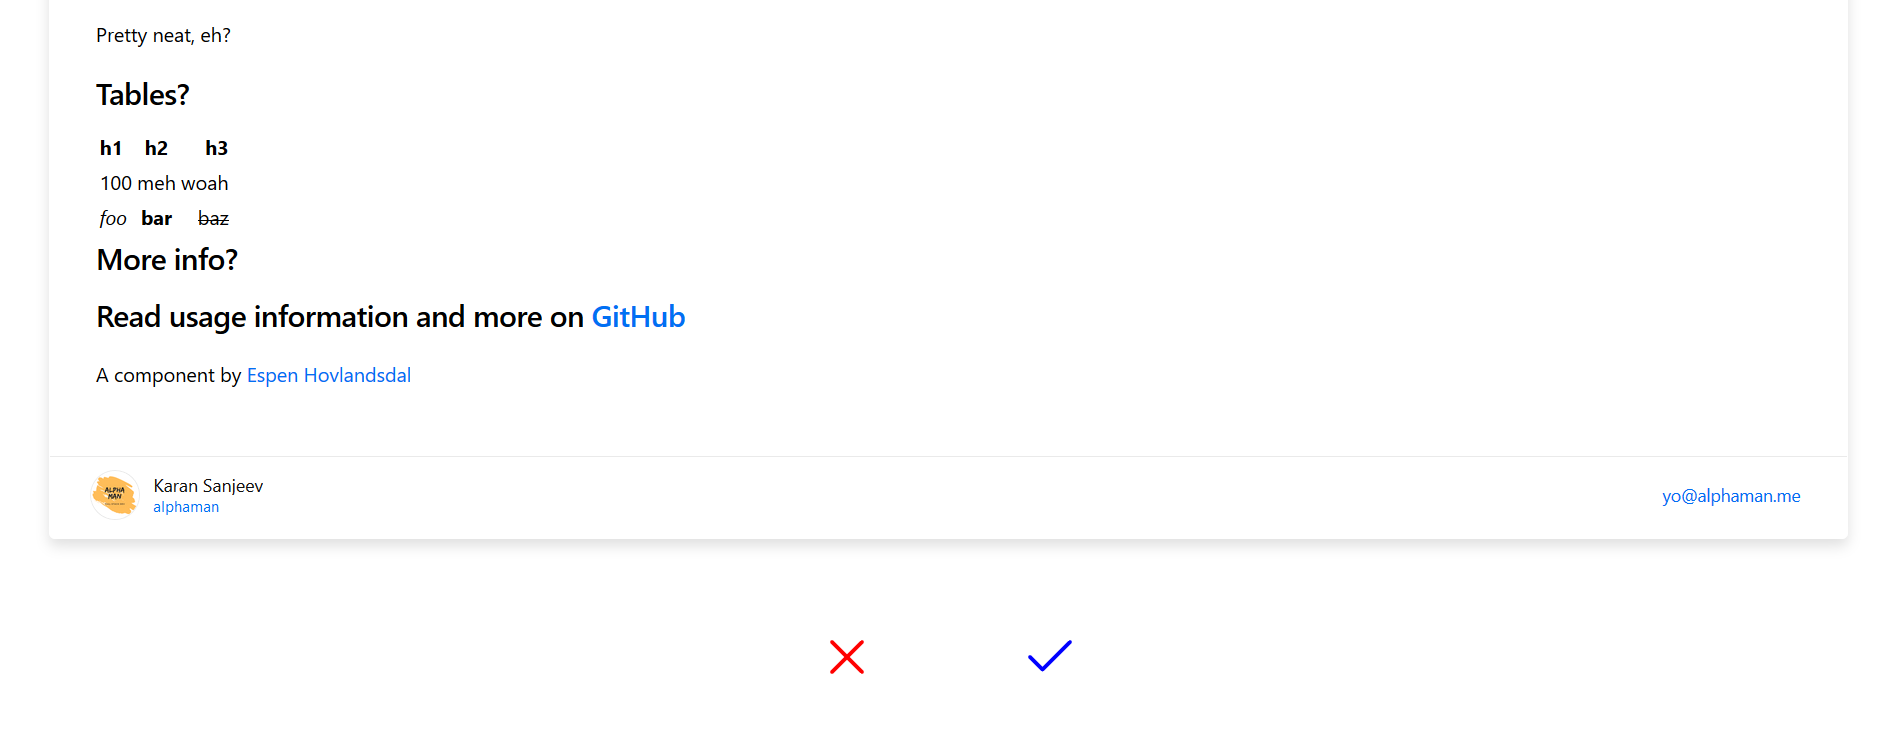 Pretty neat, eh?
Tables?
h1 h2 h3
100 meh woah
foo bar baz
More info?
Read usage information and more on GitHub
A component by Espen Hovlandsdal
ALPHA
MAN
Karan Sanjeev
alphaman
yo@alphaman.me